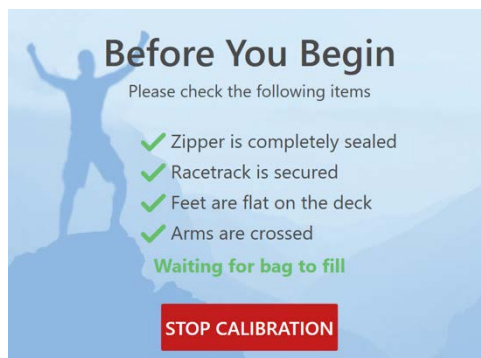 Before You Begin
Please check the following items
Zipper is completely sealed
Racetrack is secured
Feet are flat on the deck
Arms are crossed
Waiting for bag to fill
STOP CALIBRATION